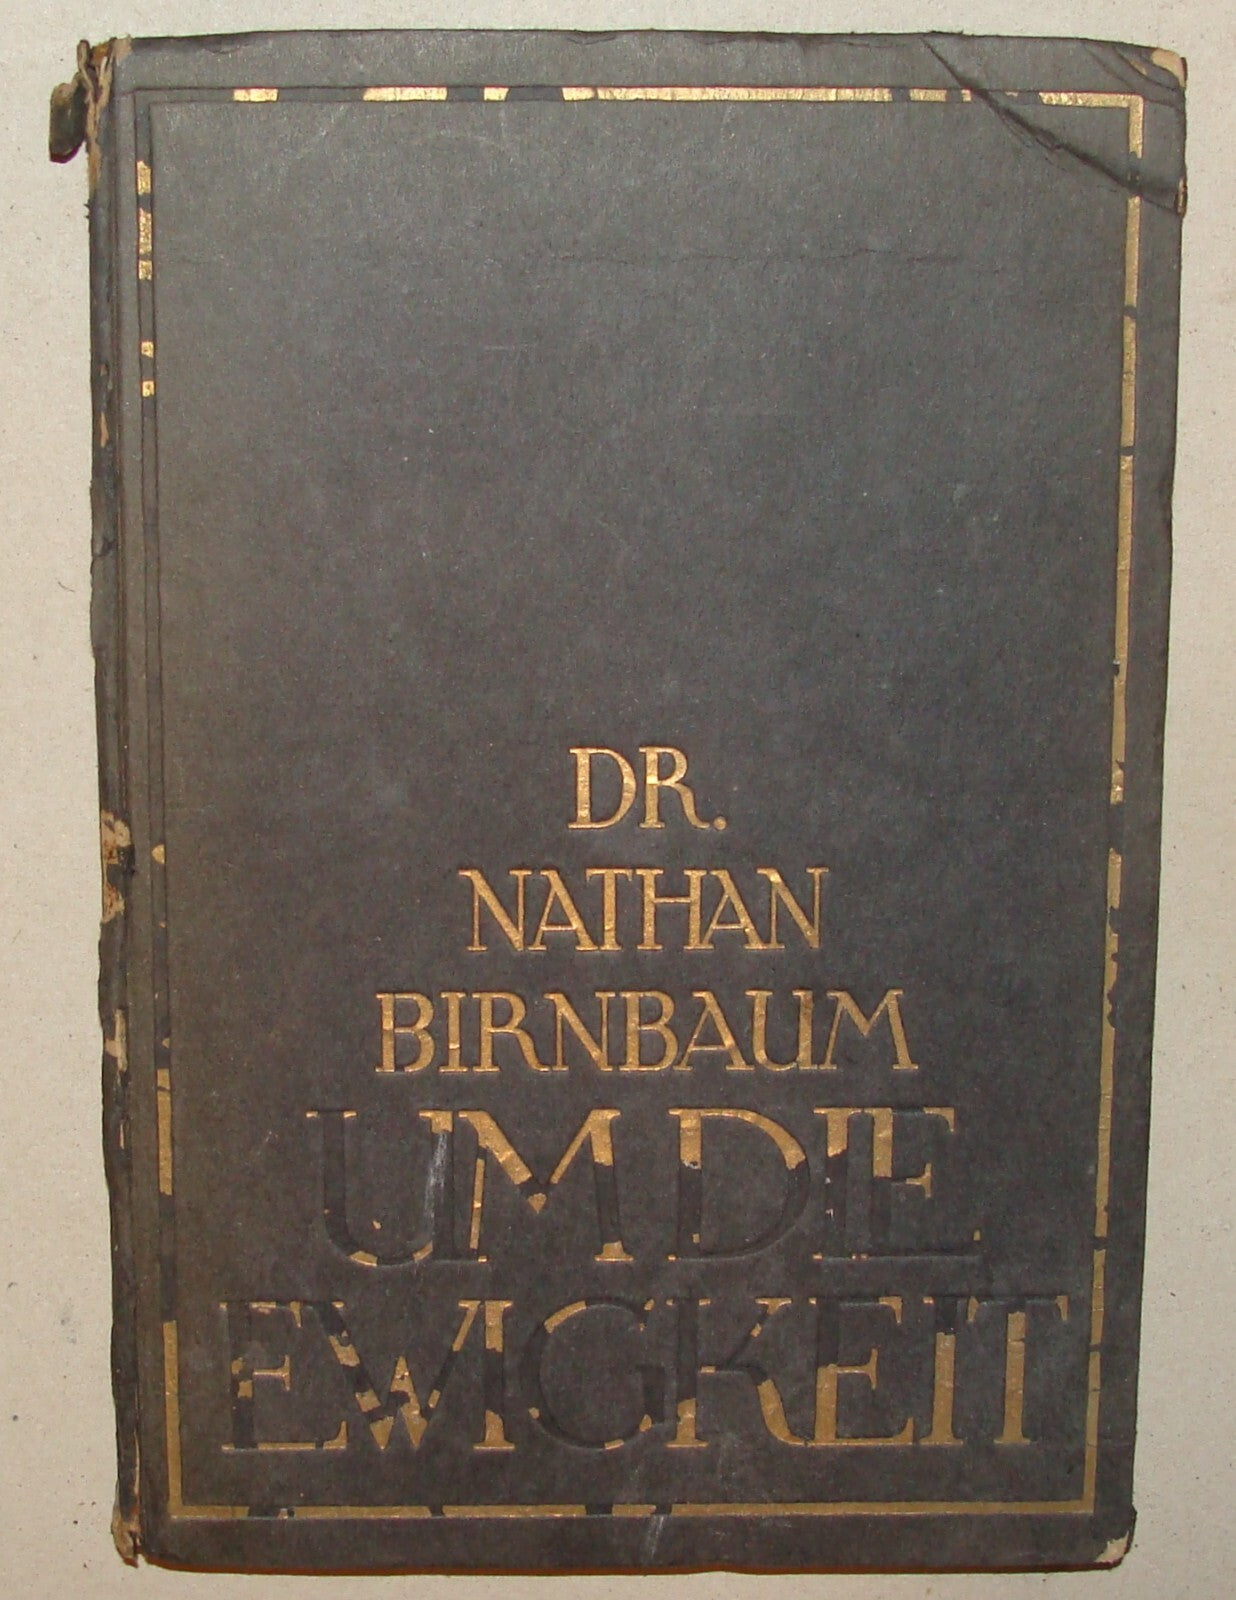 DR.
NATHAN
BIRNBAUM
UM DIE
EWIGKEIT